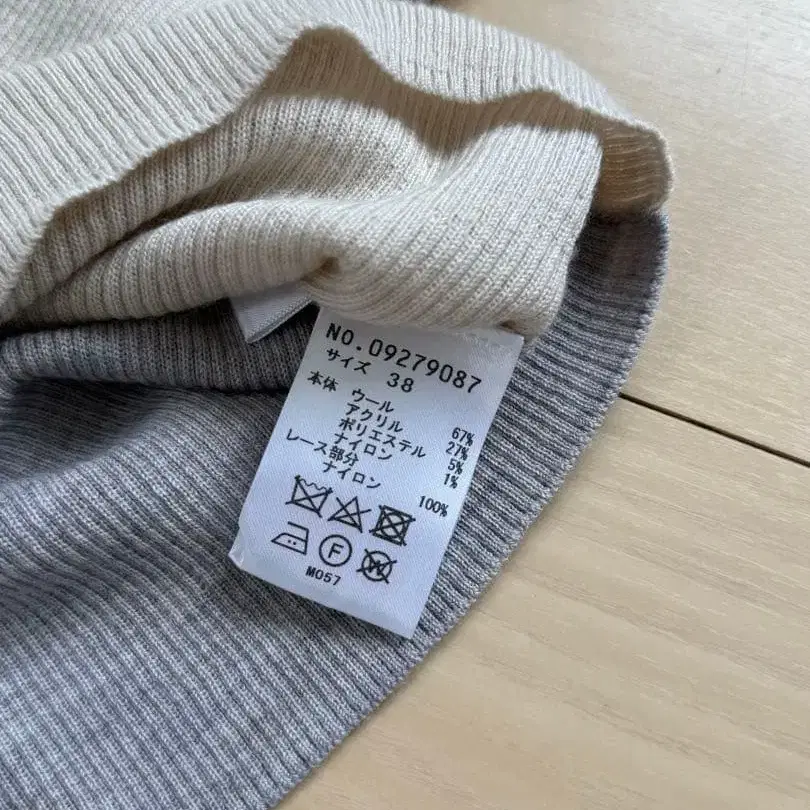 NO.09279087
サイズ 38
本体 ウール 67%
アクリル 27%
ポリエステル 5%
ナイロン 1%
レース部分
ナイロン 100%
F W
M057